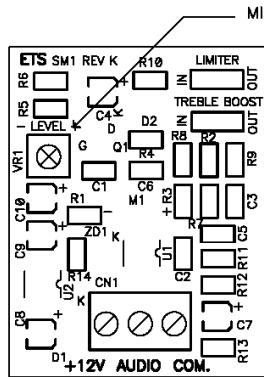 MI
ETS SM1 REV K
R6
R10
LIMITER
IN OUT
C4 K
R5
TREBLE BOOST
IN OUT
- LEVEL +
D
D2
Q1
R8 R2 R9
VR1
G
R4
C1
C6
M1
C10
R1
ZD1
+ R3
R7
C3
C9
C5
R14
U2
U1
C2
R11
K
CN1
R12
C8
C7
D1
R13
+12V AUDIO COM.